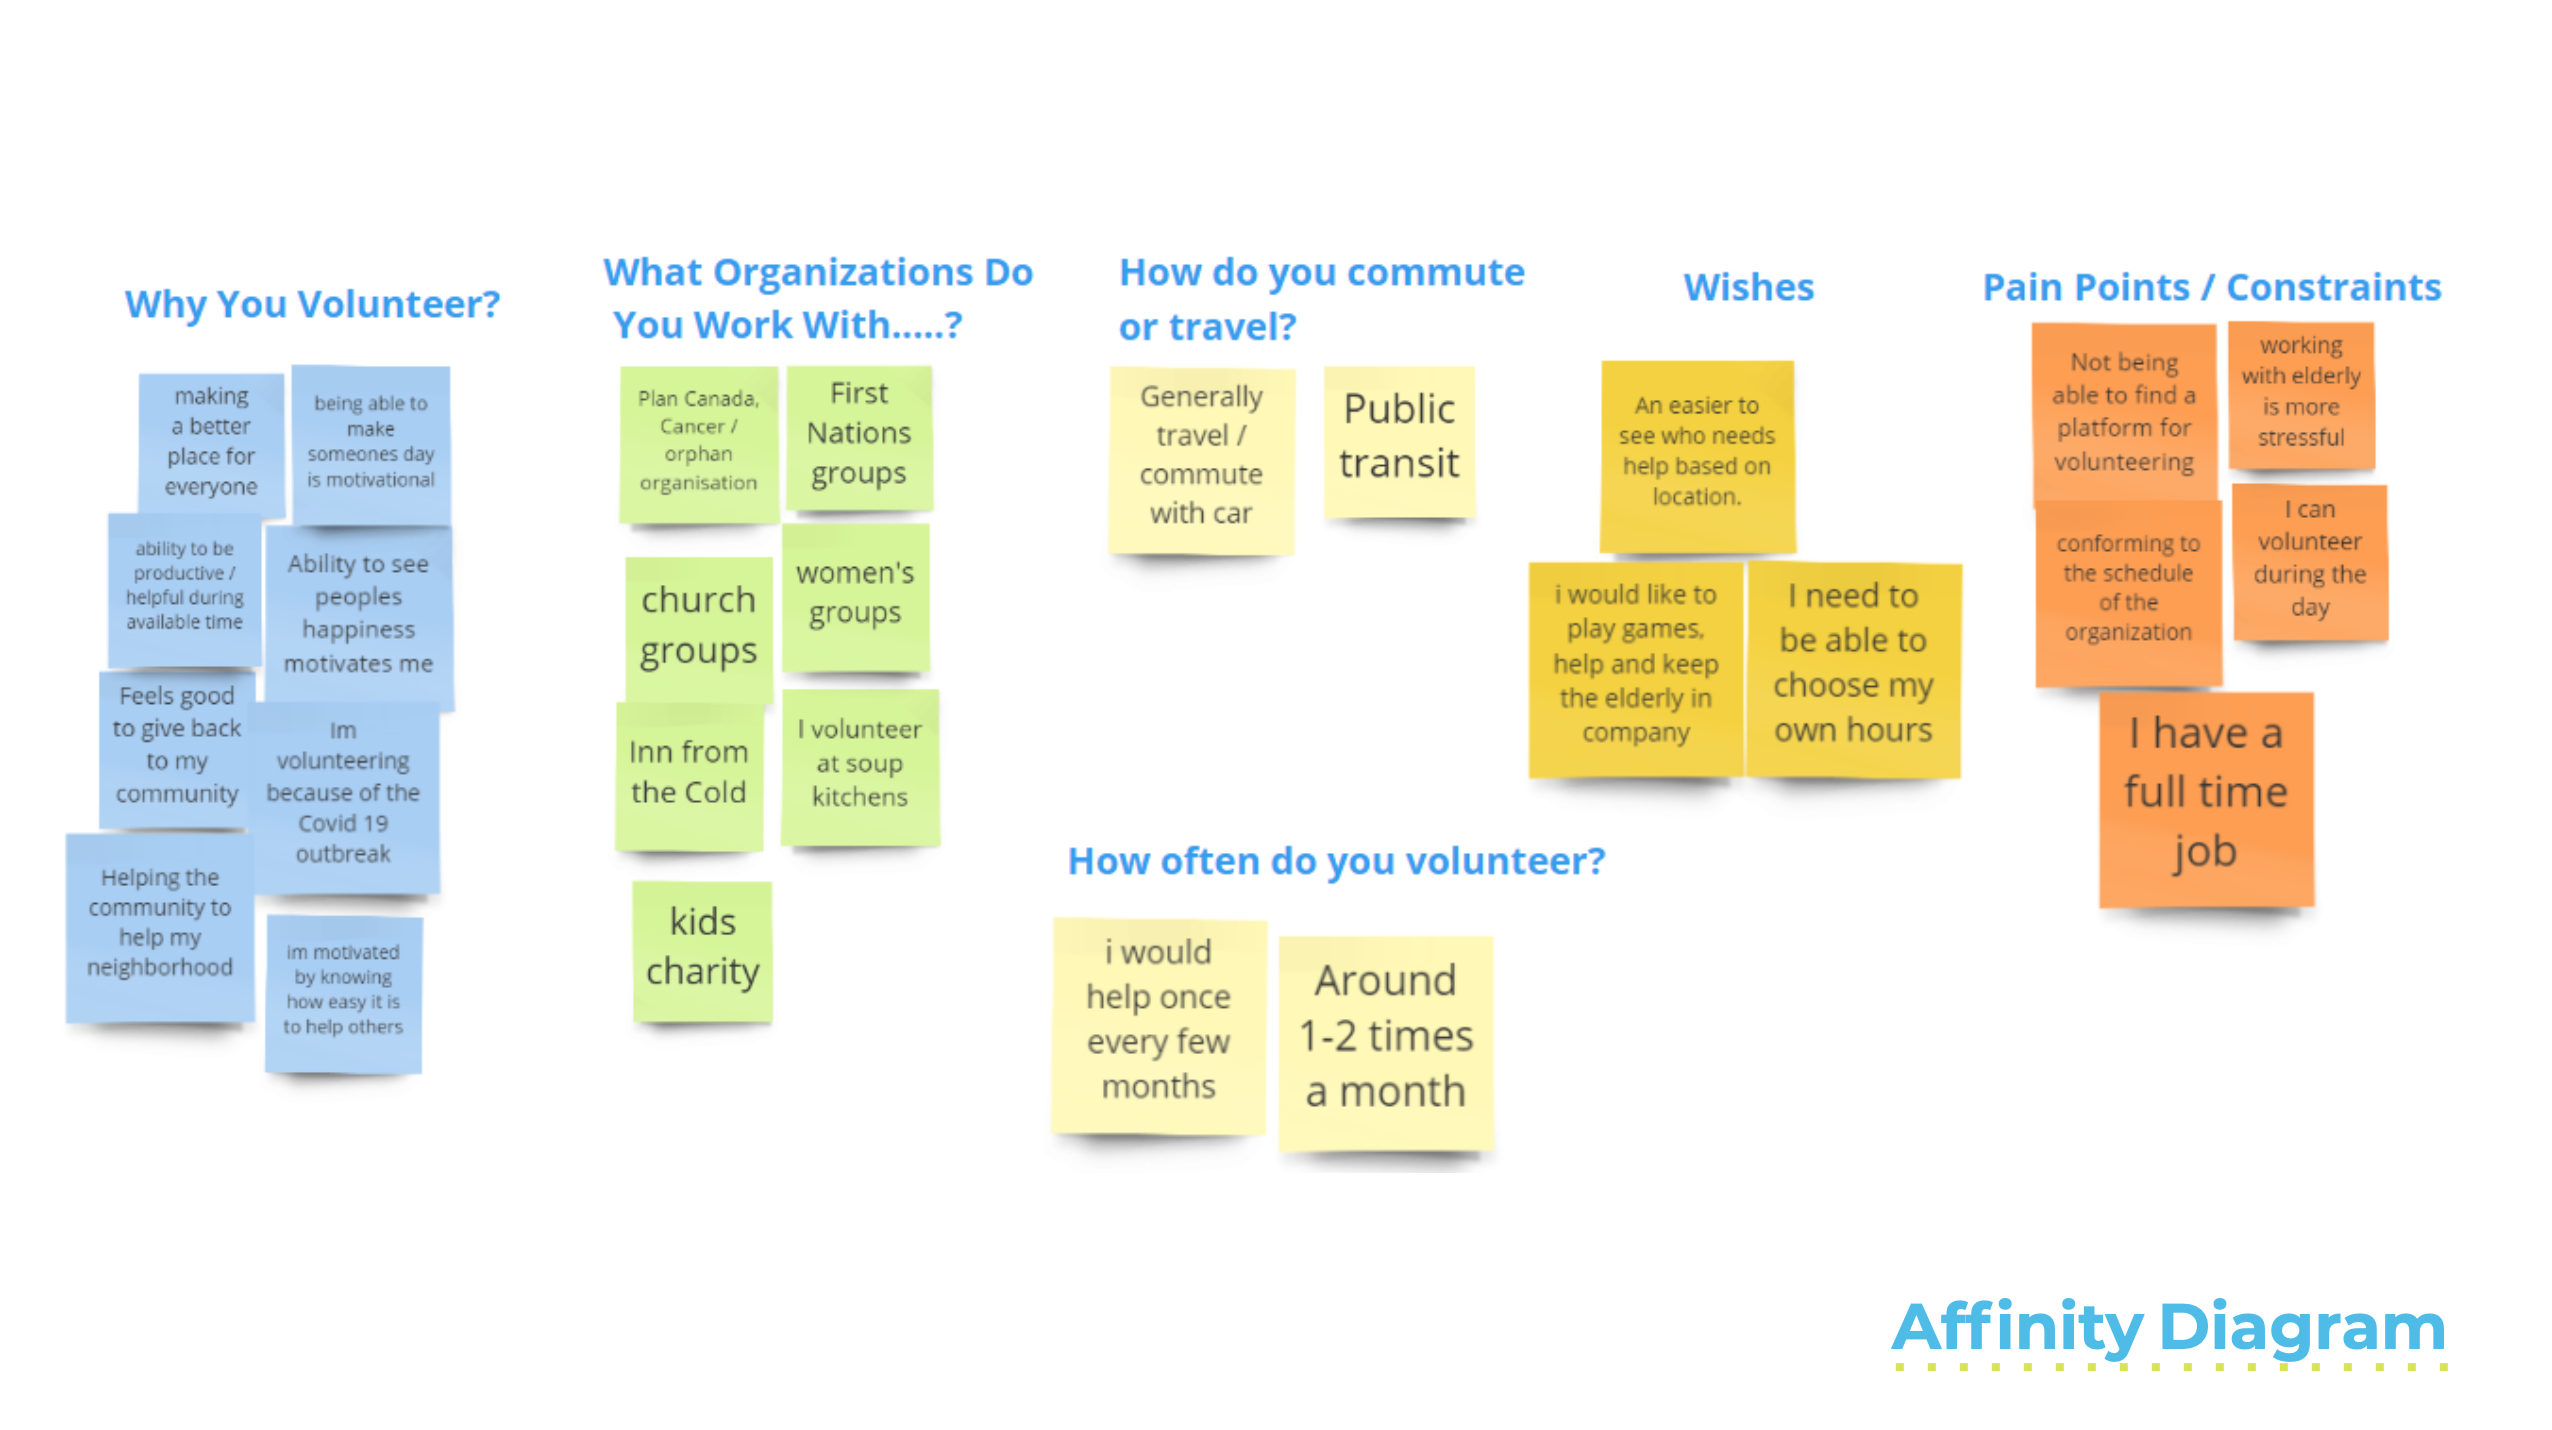 Why You Volunteer?
making
a better
place for
everyone
being able to
make
someones day
is motivational
ability to be
productive /
helpful during
available time
Ability to see
peoples
happiness
motivates me
Feels good
to give back
to my
community
Im
volunteering
because of the
Covid 19
outbreak
Helping the
community to
help my
neighborhood
im motivated
by knowing
how easy it is
to help others
What Organizations Do
You Work With.....?
Plan Canada,
Cancer /
orphan
organisation
First
Nations
groups
church
groups
women's
groups
Inn from
the Cold
I volunteer
at soup
kitchens
kids
charity
How do you commute
or travel?
Generally
travel /
commute
with car
Public
transit
How often do you volunteer?
i would
help once
every few
months
Around
1-2 times
a month
Wishes
An easier to
see who needs
help based on
location.
i would like to
play games,
help and keep
the elderly in
company
I need to
be able to
choose my
own hours
Pain Points / Constraints
Not being
able to find a
platform for
volunteering
working
with elderly
is more
stressful
conforming to
the schedule
of the
organization
I can
volunteer
during the
day
I have a
full time
job
Affinity Diagram